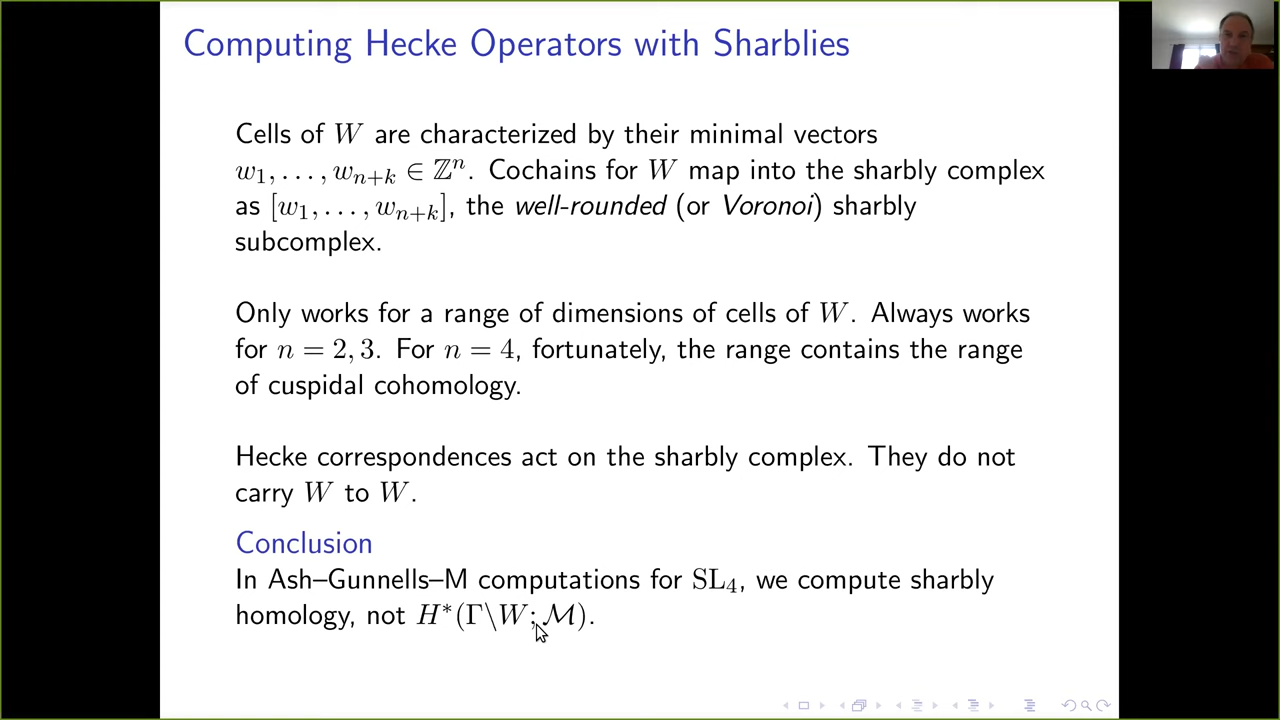 Computing Hecke Operators with Sharblies
Cells of W are characterized by their minimal vectors
w₁, . . . , wₙ₊ₖ ∈ ℤⁿ. Cochains for W map into the sharbly complex
as [w₁, . . . , wₙ₊ₖ], the well-rounded (or Voronoi) sharbly
subcomplex.
Only works for a range of dimensions of cells of W. Always works
for n = 2, 3. For n = 4, fortunately, the range contains the range
of cuspidal cohomology.
Hecke correspondences act on the sharbly complex. They do not
carry W to W.
Conclusion
In Ash–Gunnells–M computations for SL₄, we compute sharbly
homology, not H*(Γ\W; ℳ).